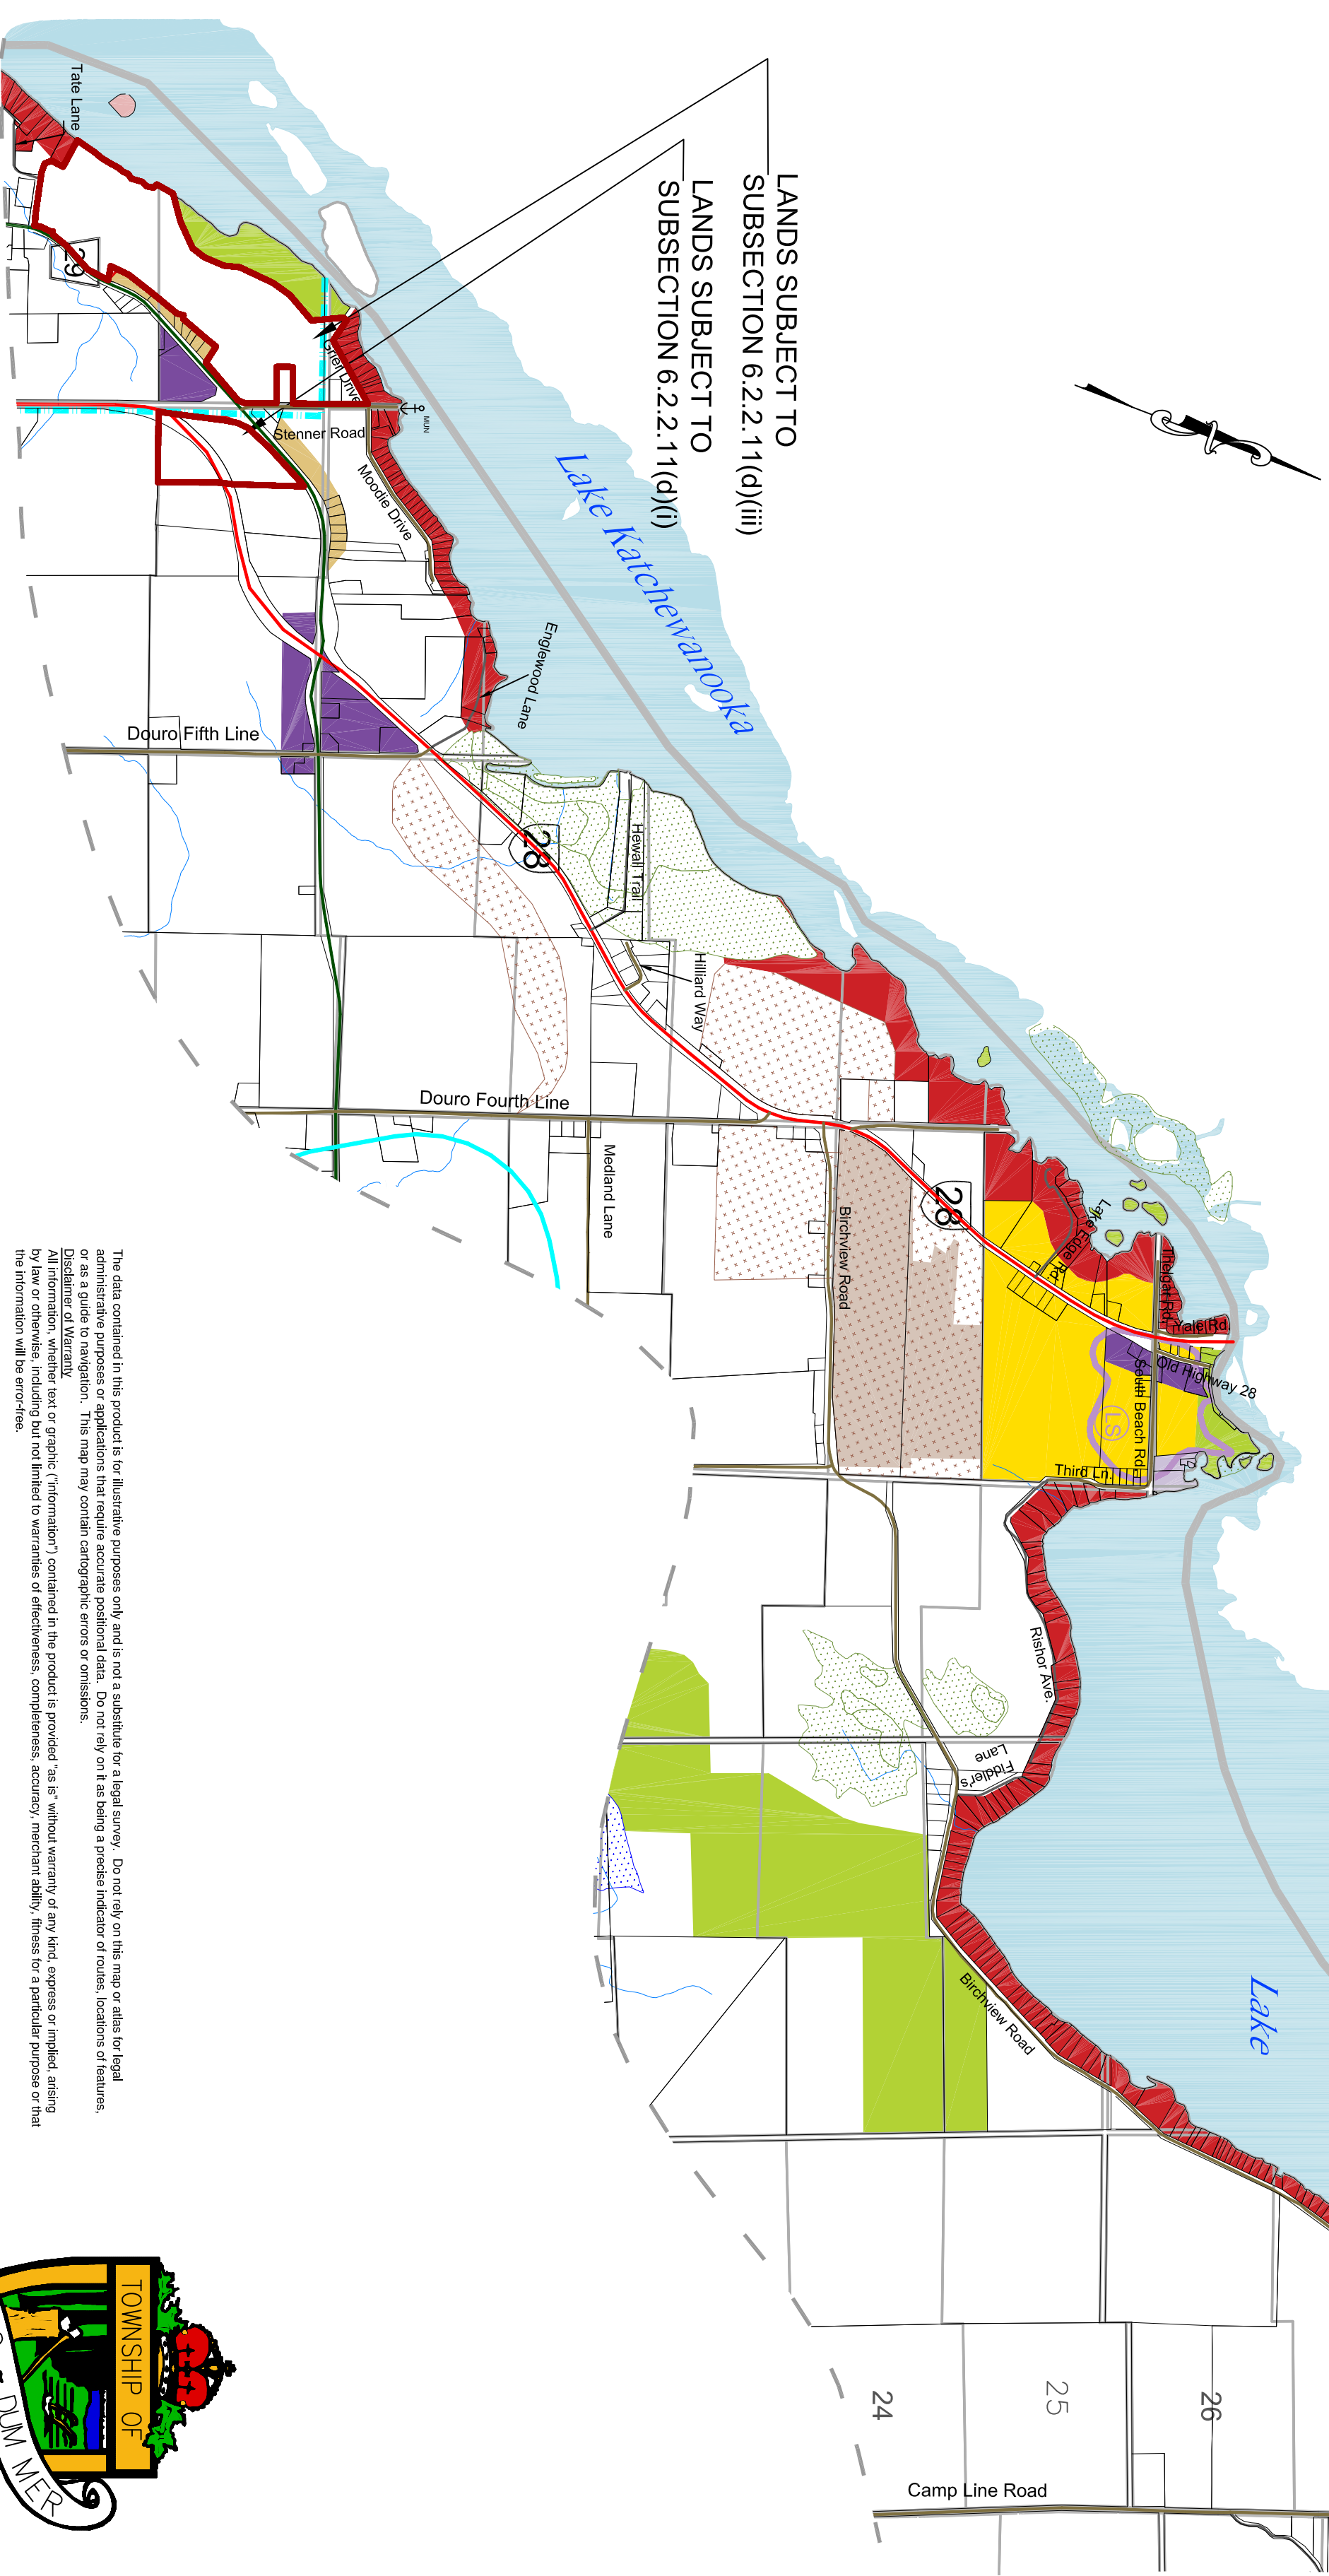 LANDS SUBJECT TO
SUBSECTION 6.2.2.11(d)(iii)
LANDS SUBJECT TO
SUBSECTION 6.2.2.11(d)(i)
Tate Lane
29
Grier Drive
MUN
Stenner Road
Moodie Drive
Lake Katchewanooka
Englewood Lane
Douro Fifth Line
28
Hewall Trail
Hilliard Way
Douro Fourth Line
Medland Lane
Birchview Road
28
Lake Edge Rd.
Thelgar Rd.
Yale Rd.
Old Highway 28
South Beach Rd.
LS
Third Ln.
Rishor Ave.
Fiddler's
Lane
Birchview Road
Lake
24
25
26
Camp Line Road
The data contained in this product is for illustrative purposes only and is not a substitute for a legal survey. Do not rely on this map or atlas for legal
administrative purposes or applications that require accurate positional data. Do not rely on it as being a precise indicator of routes, locations of features,
or as a guide to navigation. This map may contain cartographic errors or omissions.
Disclaimer of Warranty
All information, whether text or graphic ("information") contained in the product is provided "as is" without warranty of any kind, express or implied, arising
by law or otherwise, including but not limited to warranties of effectiveness, completeness, accuracy, merchant ability, fitness for a particular purpose or that
the information will be error-free.
TOWNSHIP OF
DUMMER